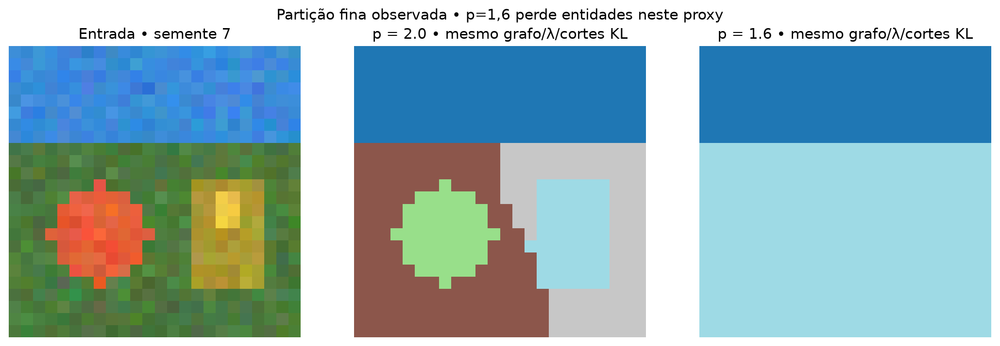 Partição fina observada • p=1,6 perde entidades neste proxy
Entrada • semente 7
p = 2.0 • mesmo grafo/λ/cortes KL
p = 1.6 • mesmo grafo/λ/cortes KL